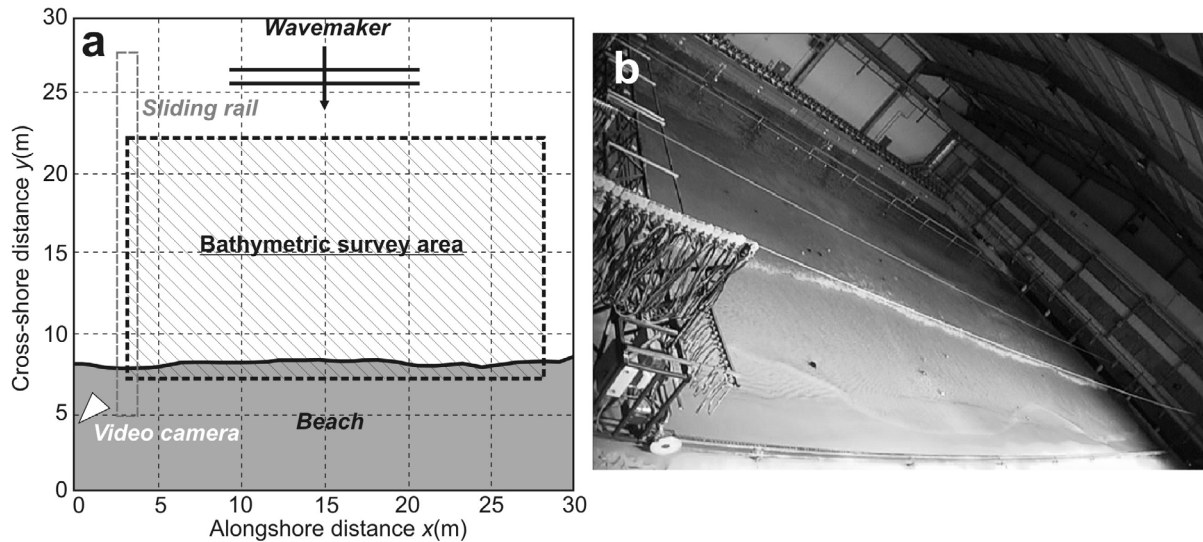 a
30
25
20
15
10
5
0
Cross-shore distance y(m)
Wavemaker
Sliding rail
Bathymetric survey area
Beach
Video camera
0 5 10 15 20 25 30
Alongshore distance x(m)
b